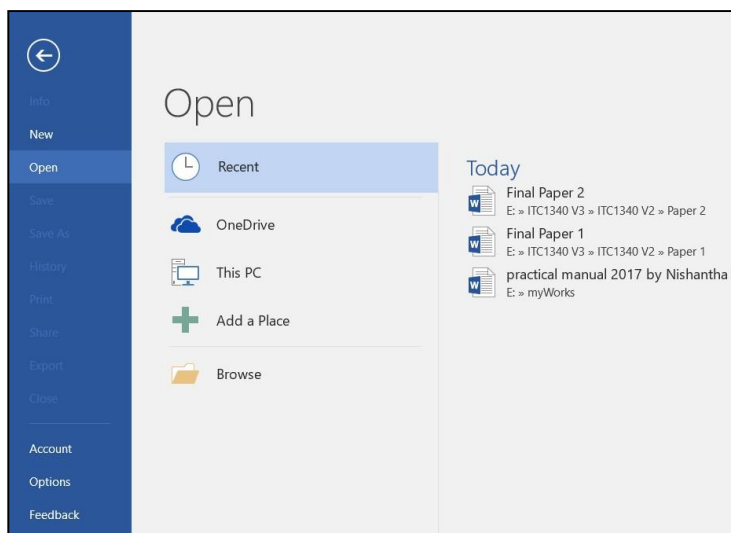 Info
New
Open
Save
Save As
History
Print
Share
Export
Close
Account
Options
Feedback
Open
Recent
OneDrive
This PC
Add a Place
Browse
Today
Final Paper 2
E: » ITC1340 V3 » ITC1340 V2 » Paper 2
Final Paper 1
E: » ITC1340 V3 » ITC1340 V2 » Paper 1
practical manual 2017 by Nishantha
E: » myWorks